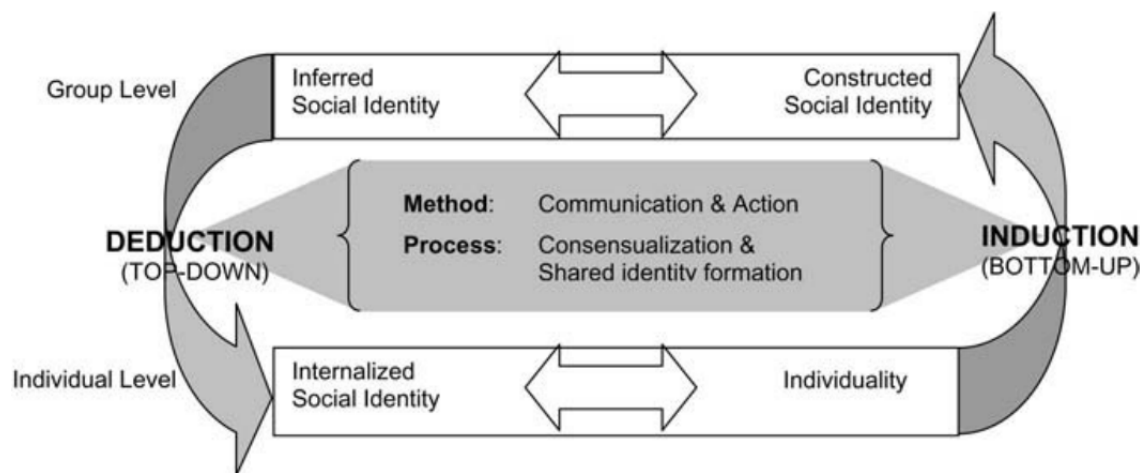 Group Level
Inferred
Social Identity
Constructed
Social Identity
Method: Communication & Action
Process: Consensualization &
Shared identity formation
DEDUCTION
(TOP-DOWN)
INDUCTION
(BOTTOM-UP)
Individual Level
Internalized
Social Identity
Individuality